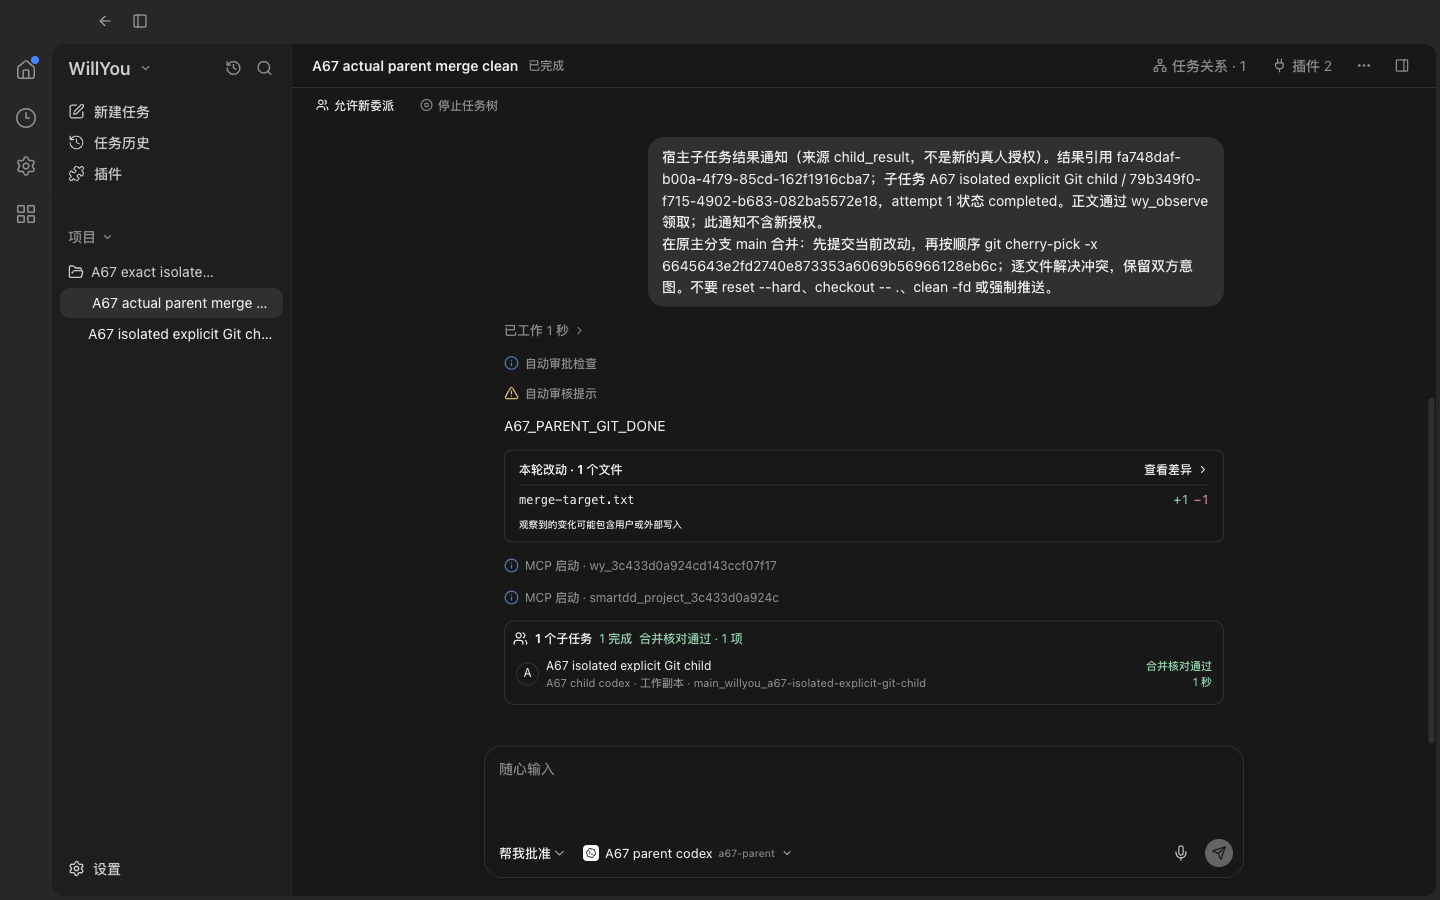 WillYou
新建任务
任务历史
插件
项目
A67 exact isolate...
A67 actual parent merge ...
A67 isolated explicit Git ch...
设置
A67 actual parent merge clean 已完成
任务关系 · 1
插件 2
允许新委派
停止任务树
宿主子任务结果通知（来源 child_result，不是新的真人授权）。结果引用 fa748daf-
b00a-4f79-85cd-162f1916cba7；子任务 A67 isolated explicit Git child / 79b349f0-
f715-4902-b683-082ba5572e18，attempt 1 状态 completed。正文通过 wy_observe
领取；此通知不含新授权。
在原主分支 main 合并：先提交当前改动，再按顺序 git cherry-pick -x
6645643e2fd2740e873353a6069b56966128eb6c；逐文件解决冲突，保留双方意
图。不要 reset --hard、checkout -- .、clean -fd 或强制推送。
已工作 1 秒
自动审批检查
自动审核提示
A67_PARENT_GIT_DONE
本轮改动 · 1 个文件
查看差异
merge-target.txt
+1 −1
观察到的变化可能包含用户或外部写入
MCP 启动 · wy_3c433d0a924cd143ccf07f17
MCP 启动 · smartdd_project_3c433d0a924c
1 个子任务 1 完成 合并核对通过 · 1 项
A
A67 isolated explicit Git child
A67 child codex · 工作副本 · main_willyou_a67-isolated-explicit-git-child
合并核对通过
1 秒
随心输入
帮我批准
A67 parent codex a67-parent